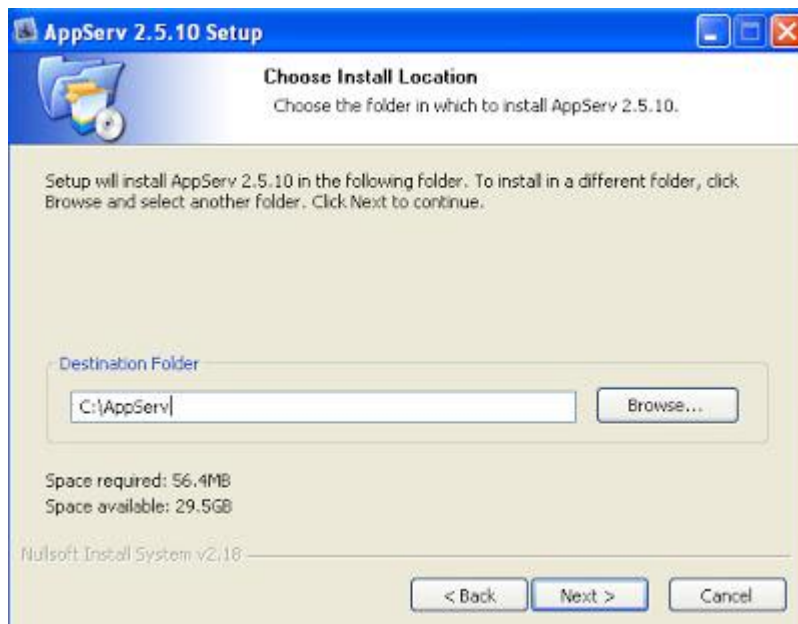 AppServ 2.5.10 Setup
Choose Install Location
Choose the folder in which to install AppServ 2.5.10.
Setup will install AppServ 2.5.10 in the following folder. To install in a different folder, click
Browse and select another folder. Click Next to continue.
Destination Folder
C:\AppServ
Browse...
Space required: 56.4MB
Space available: 29.5GB
Nullsoft Install System v2.18
< Back
Next >
Cancel